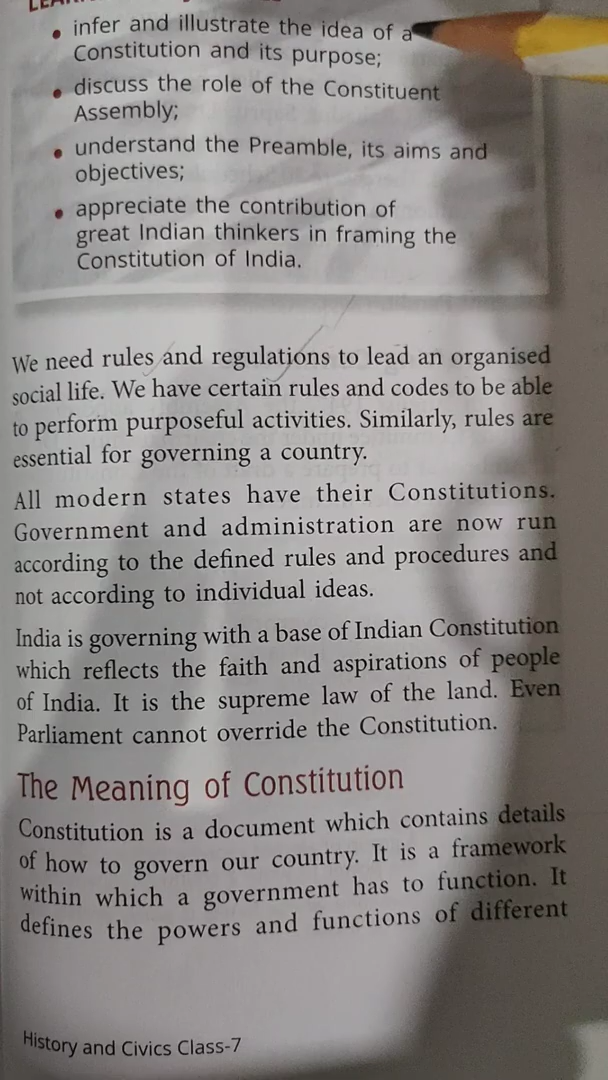 • infer and illustrate the idea of a
Constitution and its purpose;
• discuss the role of the Constituent
Assembly;
• understand the Preamble, its aims and
objectives;
• appreciate the contribution of
great Indian thinkers in framing the
Constitution of India.
We need rules and regulations to lead an organised
social life. We have certain rules and codes to be able
to perform purposeful activities. Similarly, rules are
essential for governing a country.
All modern states have their Constitutions.
Government and administration are now run
according to the defined rules and procedures and
not according to individual ideas.
India is governing with a base of Indian Constitution
which reflects the faith and aspirations of people
of India. It is the supreme law of the land. Even
Parliament cannot override the Constitution.
The Meaning of Constitution
Constitution is a document which contains details
of how to govern our country. It is a framework
within which a government has to function. It
defines the powers and functions of different
History and Civics Class-7